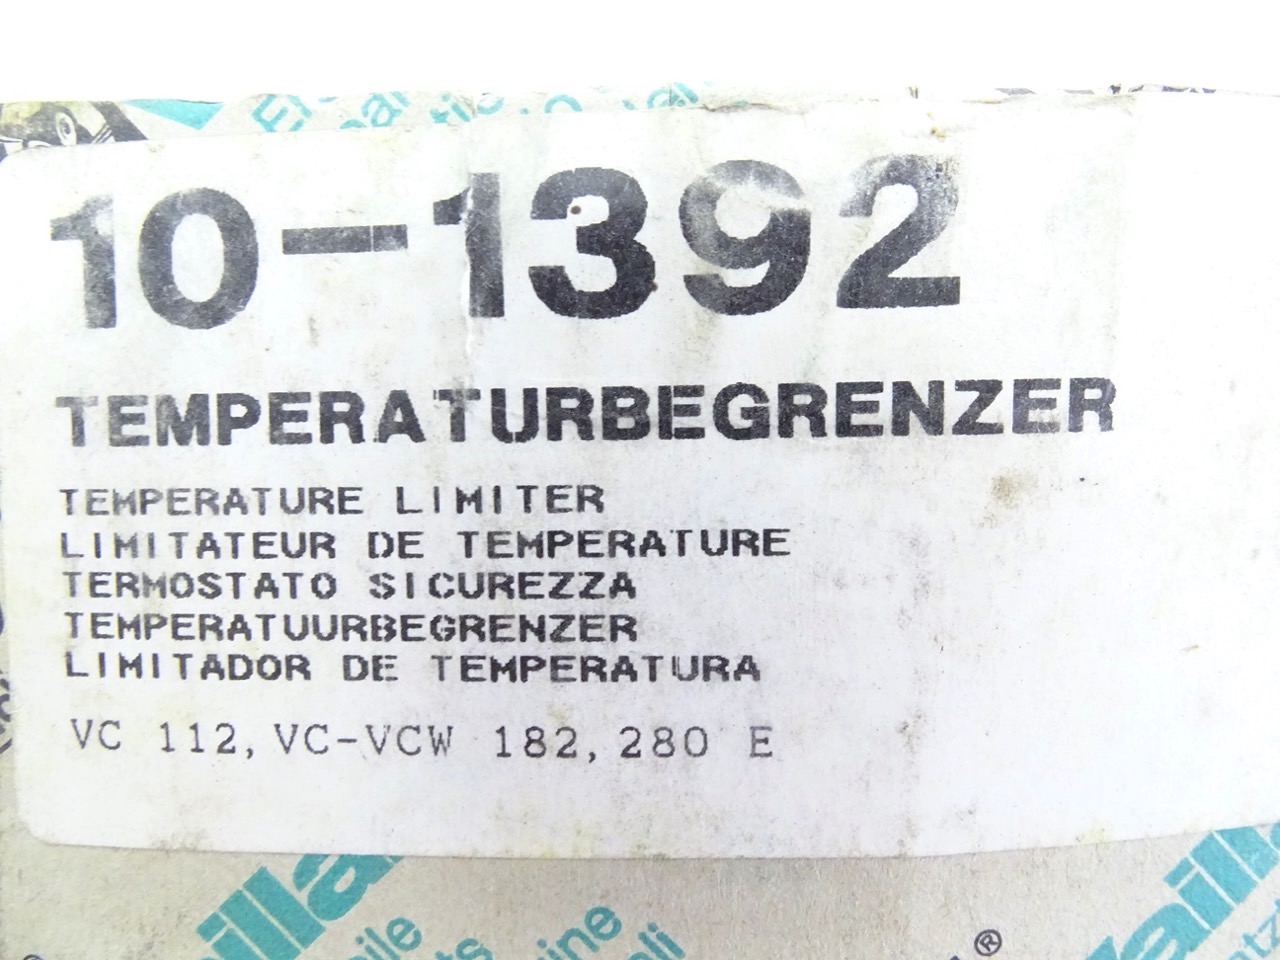 10-1392
TEMPERATURBEGRENZER
TEMPERATURE LIMITER
LIMITATEUR DE TEMPERATURE
TERMOSTATO SICUREZZA
TEMPERATUURBEGRENZER
LIMITADOR DE TEMPERATURA
VC 112, VC-VCW 182, 280 E
®